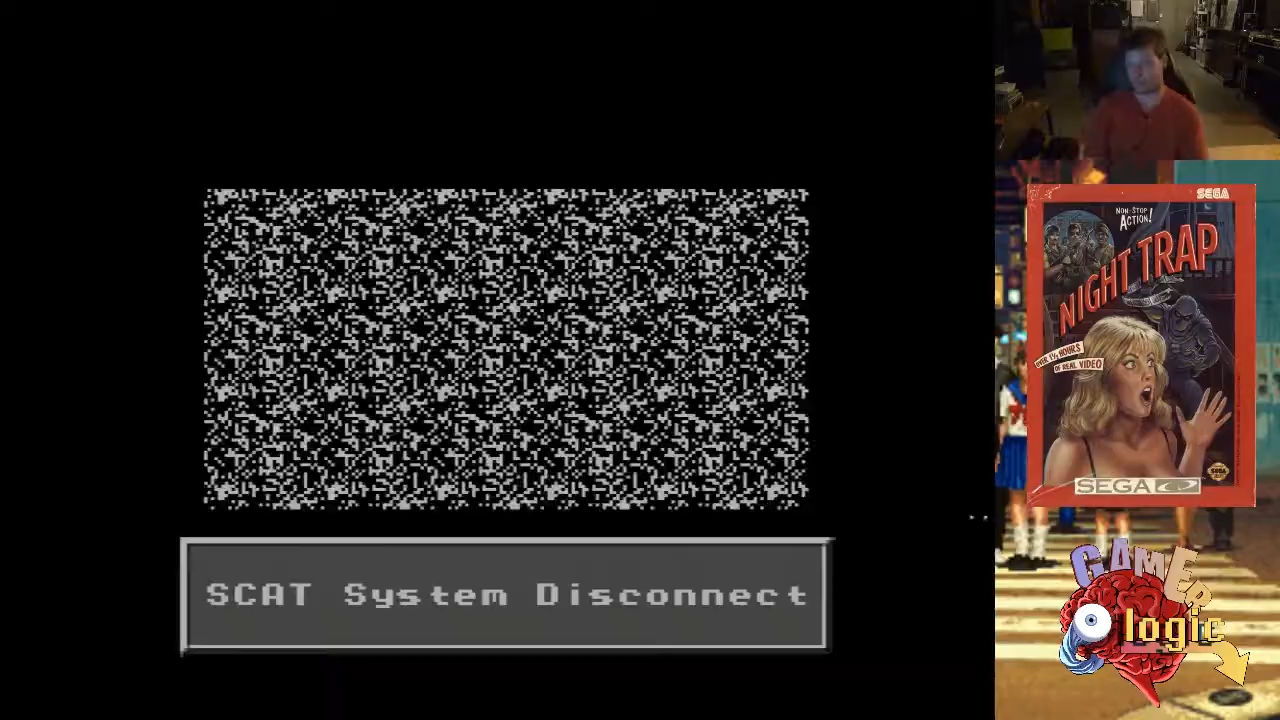 SCAT System Disconnect
SEGA
NON-STOP
ACTION!
NIGHT TRAP
OVER 1½ HOURS
OF REAL VIDEO
SEGA CD
GAMER
logic